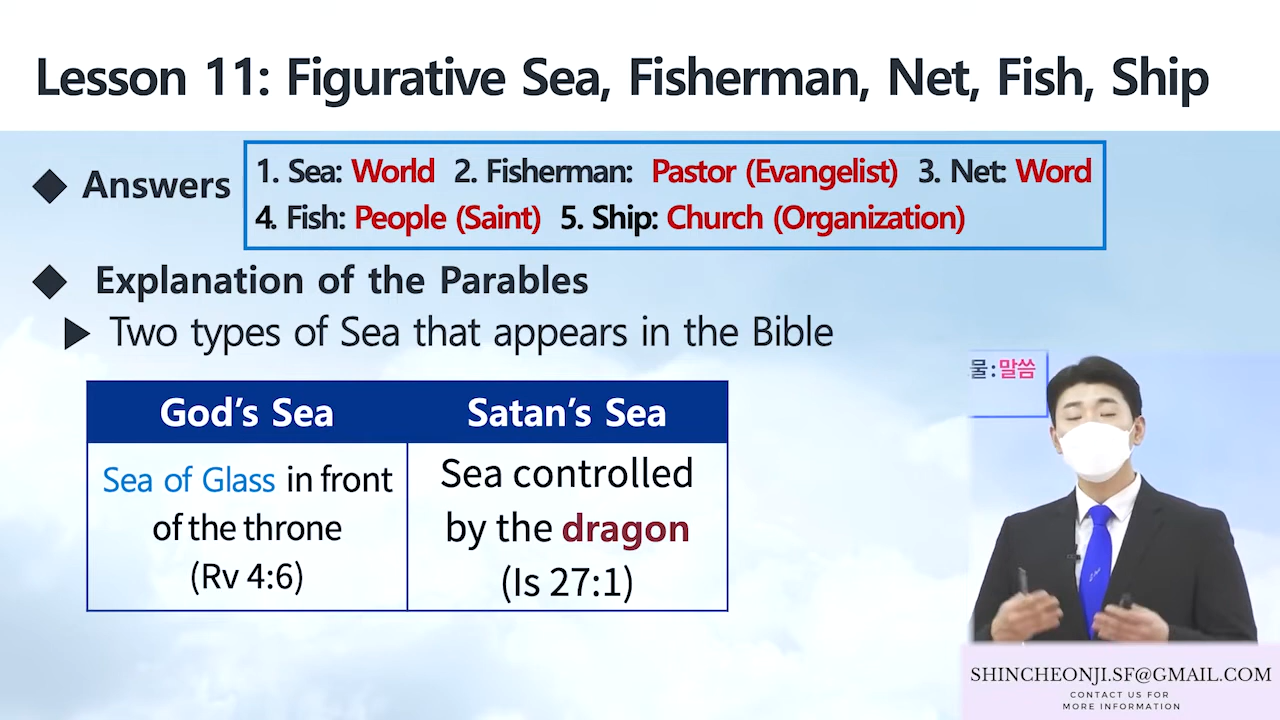 Lesson 11: Figurative Sea, Fisherman, Net, Fish, Ship
Answers
1. Sea: World 2. Fisherman: Pastor (Evangelist) 3. Net: Word
4. Fish: People (Saint) 5. Ship: Church (Organization)
Explanation of the Parables
Two types of Sea that appears in the Bible
God's Sea
Sea of Glass in front
of the throne
(Rv 4:6)
Satan's Sea
Sea controlled
by the dragon
(Is 27:1)
물:말씀
SHINCHEONJI.SF@GMAIL.COM
CONTACT US FOR
MORE INFORMATION